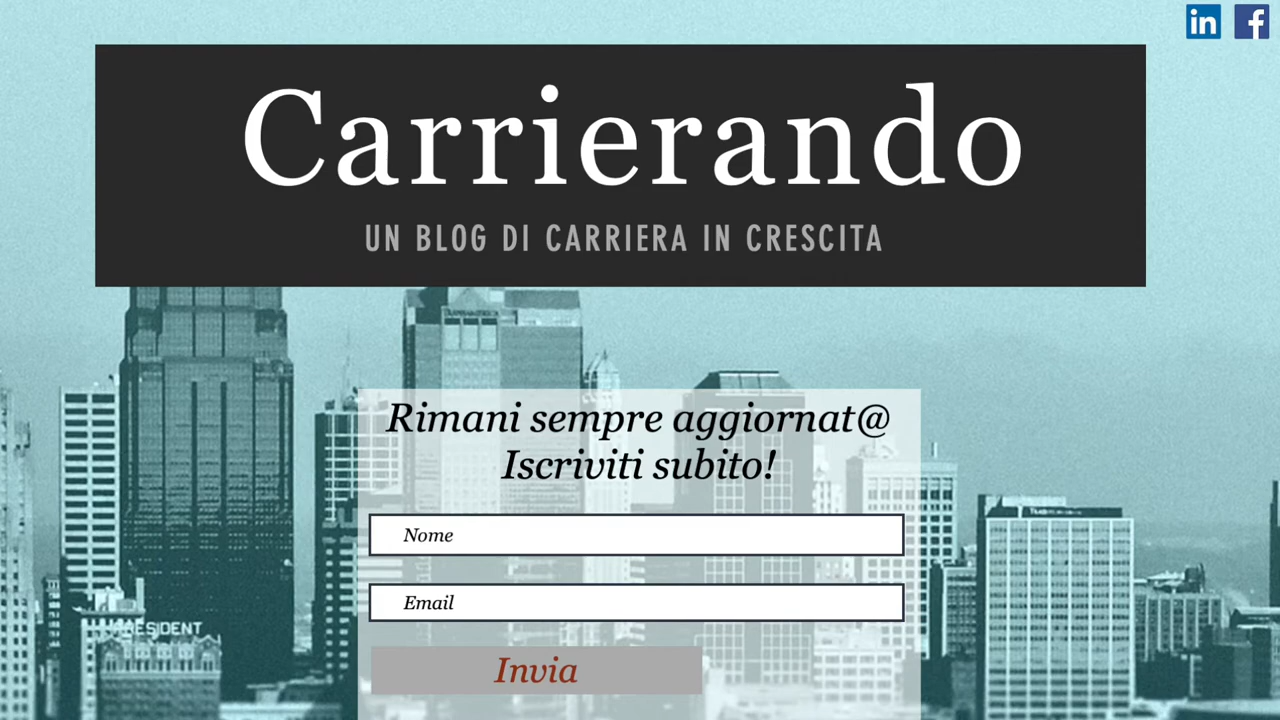 in f
Carrierando
UN BLOG DI CARRIERA IN CRESCITA
Rimani sempre aggiornat@
Iscriviti subito!
Nome
Email
Invia
PRESIDENT